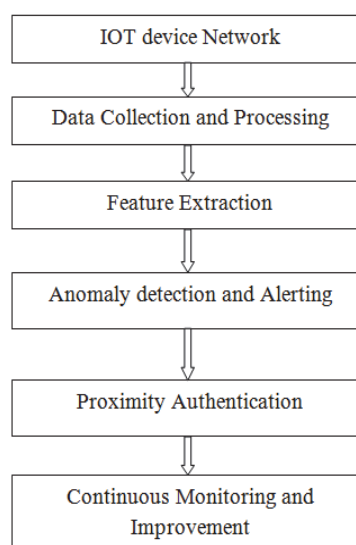 IOT device Network
Data Collection and Processing
Feature Extraction
Anomaly detection and Alerting
Proximity Authentication
Continuous Monitoring and
Improvement